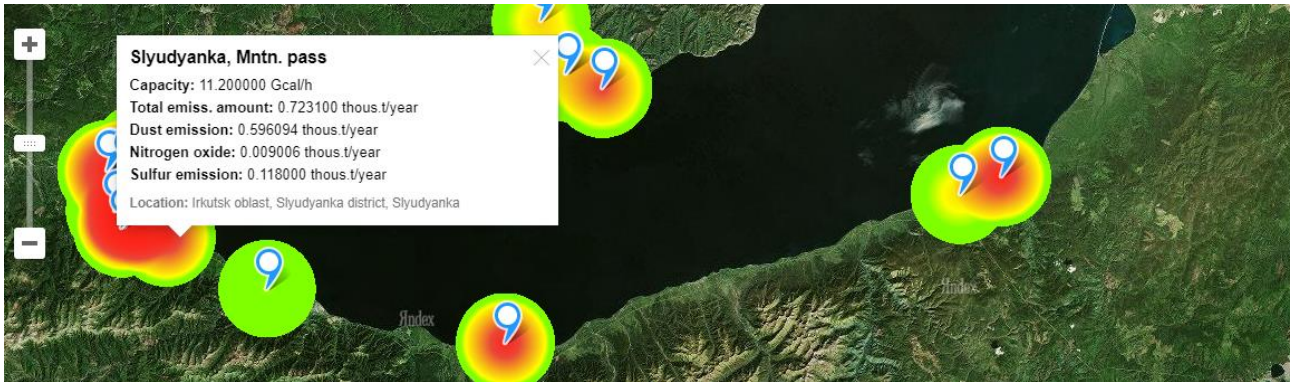 Slyudyanka, Mntn. pass
Capacity: 11.200000 Gcal/h
Total emiss. amount: 0.723100 thous.t/year
Dust emission: 0.596094 thous.t/year
Nitrogen oxide: 0.009006 thous.t/year
Sulfur emission: 0.118000 thous.t/year
Location: Irkutsk oblast, Slyudyanka district, Slyudyanka
Яndex
Яndex